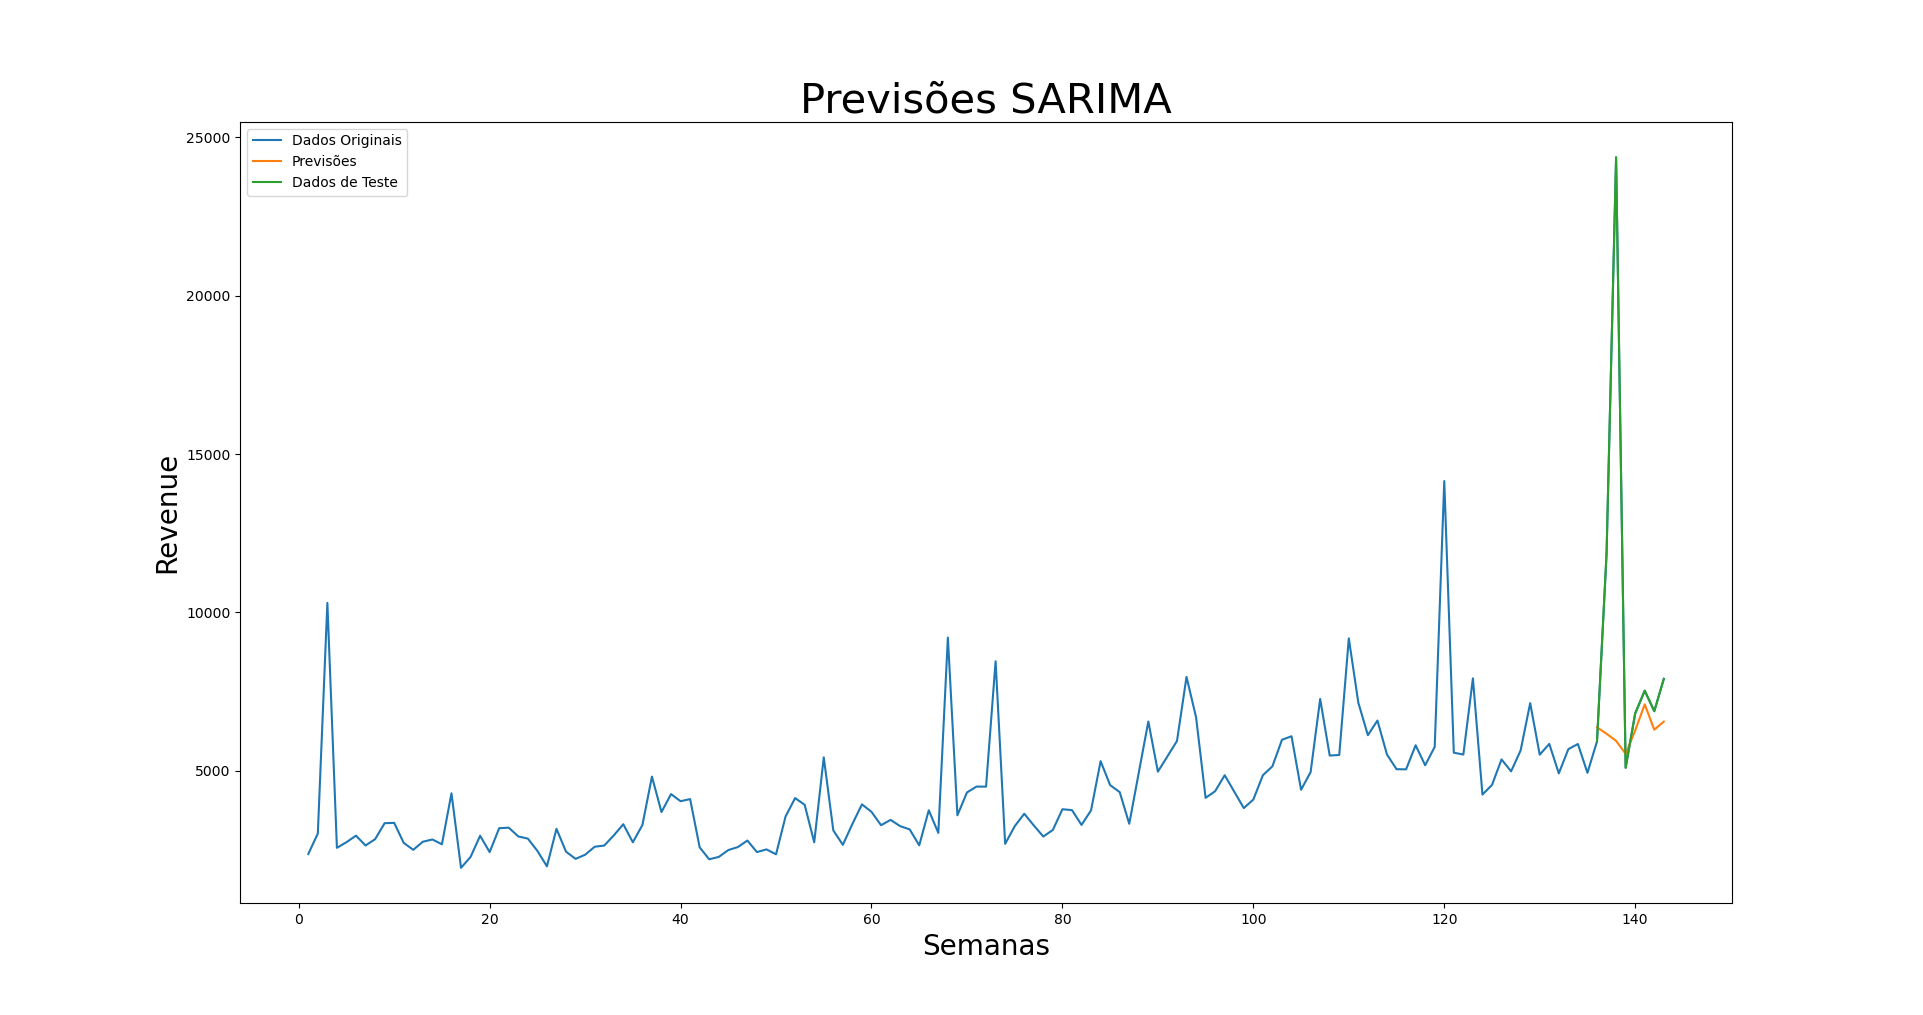 Previsões SARIMA
Dados Originais
Previsões
Dados de Teste
25000
20000
15000
10000
5000
Revenue
0 20 40 60 80 100 120 140
Semanas